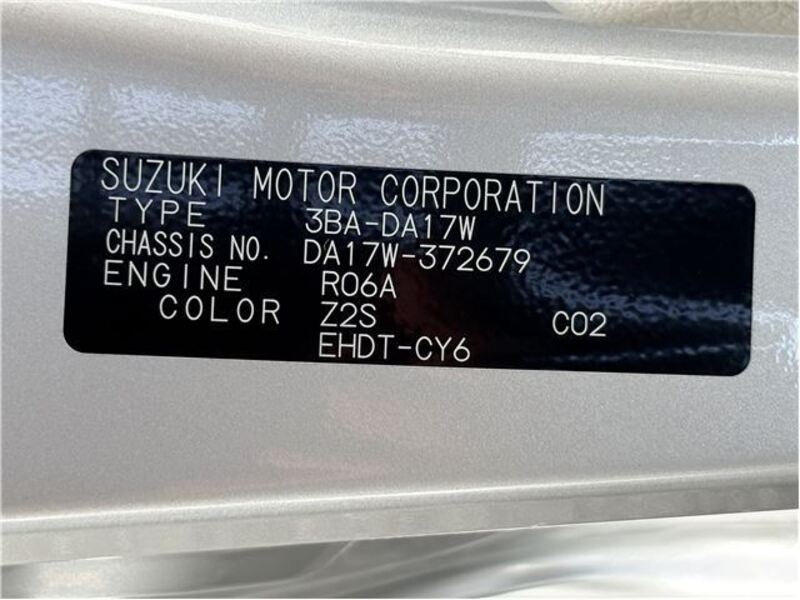 SUZUKI MOTOR CORPORATION
TYPE 3BA-DA17W
CHASSIS NO. DA17W-372679
ENGINE R06A
COLOR Z2S C02
EHDT-CY6